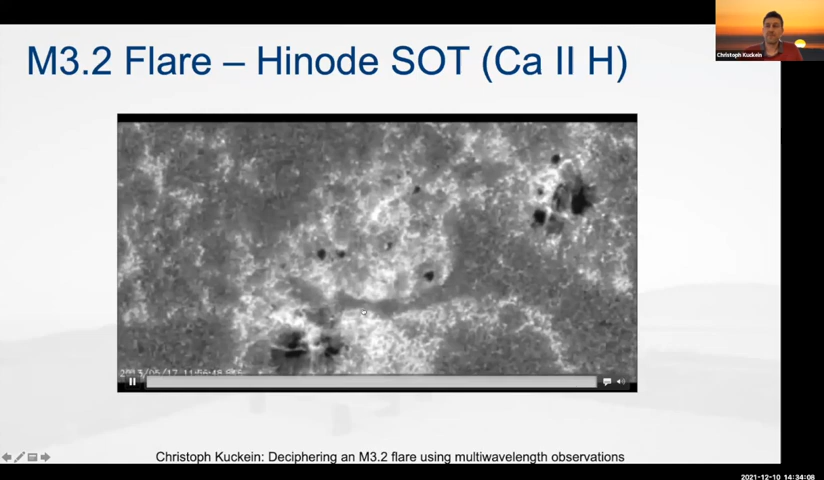 M3.2 Flare – Hinode SOT (Ca II H)
Christoph Kuckein
Christoph Kuckein: Deciphering an M3.2 flare using multiwavelength observations
2021-12-10 14:34:08